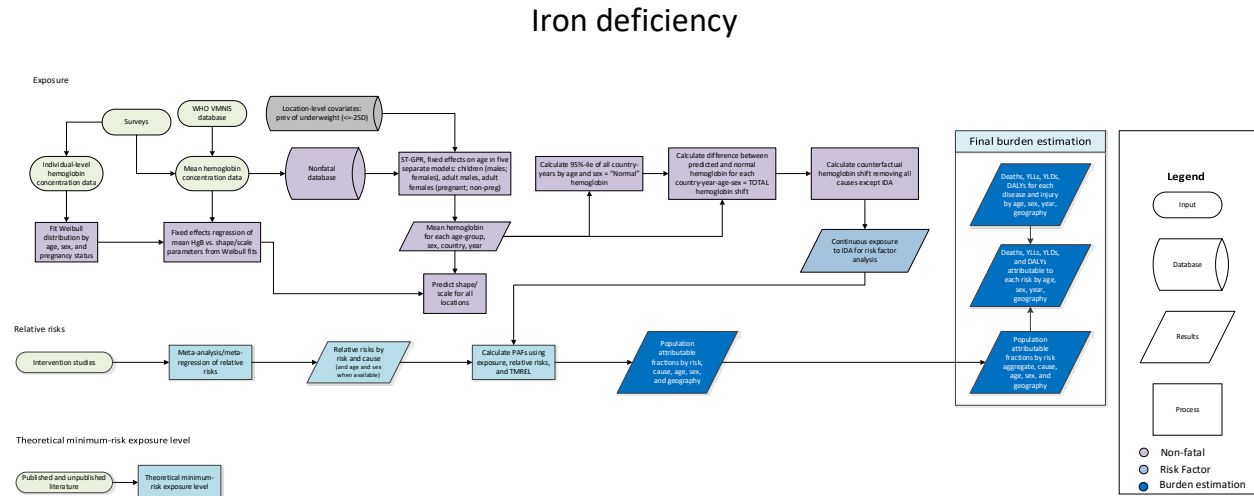 Iron deficiency
Exposure
Surveys
WHO VMNIS
database
Location-level covariates:
prev of underweight (<=-2SD)
Individual-level
hemoglobin
concentration data
Mean hemoglobin
concentration data
Nonfatal
database
ST-GPR, fixed effects on age in five
separate models: children (males;
females), adult males, adult
females (pregnant; non-preg)
Calculate 95%-ile of all country-
years by age and sex = “Normal”
hemoglobin
Calculate difference between
predicted and normal
hemoglobin for each
country-year-age-sex = TOTAL
hemoglobin shift
Calculate counterfactual
hemoglobin shift removing all
causes except IDA
Fit Weibull
distribution by
age, sex, and
pregnancy status
Fixed effects regression of
mean HgB vs. shape/scale
parameters from Weibull fits
Mean hemoglobin
for each age-group,
sex, country, year
Continuous exposure
to IDA for risk factor
analysis
Predict shape/
scale for all
locations
Final burden estimation
Deaths, YLLs, YLDs,
DALYs for each
disease and injury
by age, sex, year,
geography
Deaths, YLLs, YLDs,
and DALYs
attributable to
each risk by age,
sex, year,
geography
Population
attributable
fractions by risk
aggregate, cause,
age, sex, and
geography
Relative risks
Intervention studies
Meta-analysis/meta-
regression of relative
risks
Relative risks by
risk and cause
(and age and sex
when available)
Calculate PAFs using
exposure, relative risks,
and TMREL
Population
attributable
fractions by risk,
cause, age, sex,
and geography
Theoretical minimum-risk exposure level
Published and unpublished
literature
Theoretical minimum-
risk exposure level
Legend
Input
Database
Results
Process
Non-fatal
Risk Factor
Burden estimation